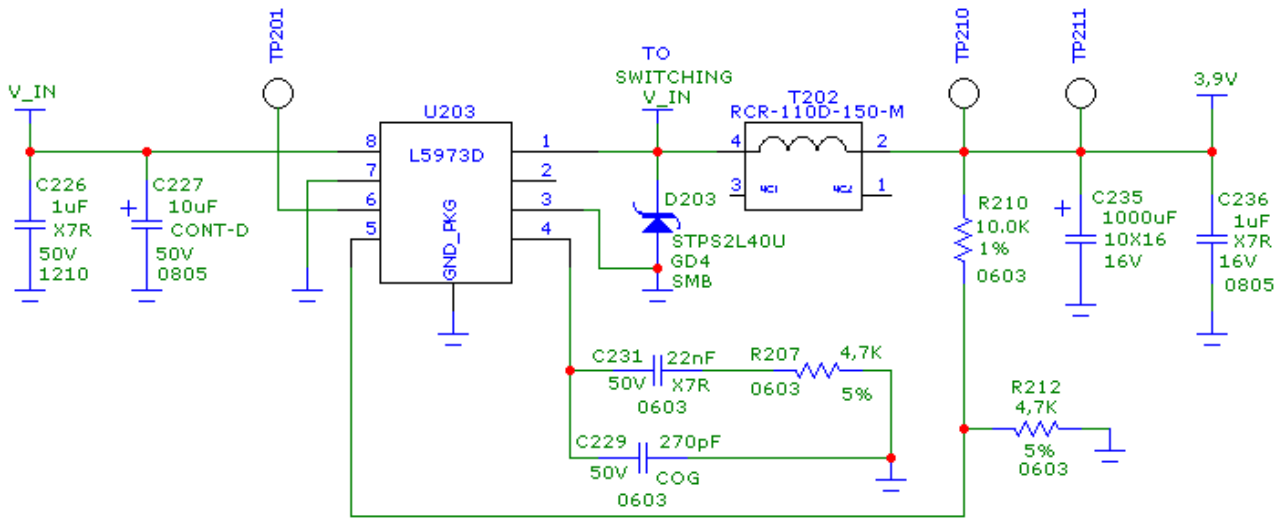 TP201
TP210
TP211
TO
SWITCHING
V_IN
V_IN
3,9V
U203
L5973D
GND_PKG
8
7
6
5
1
2
3
4
T202
RCR-110D-150-M
4
2
3
1
NC1
NC2
C226
1uF
X7R
50V
1210
C227
+
10uF
CONT-D
50V
0805
D203
STPS2L40U
GD4
SMB
R210
10.0K
1%
0603
C235
+
1000uF
10X16
16V
C236
1uF
X7R
16V
0805
C231
22nF
50V
X7R
0603
R207
4,7K
0603
5%
C229
270pF
50V
COG
0603
R212
4,7K
5%
0603